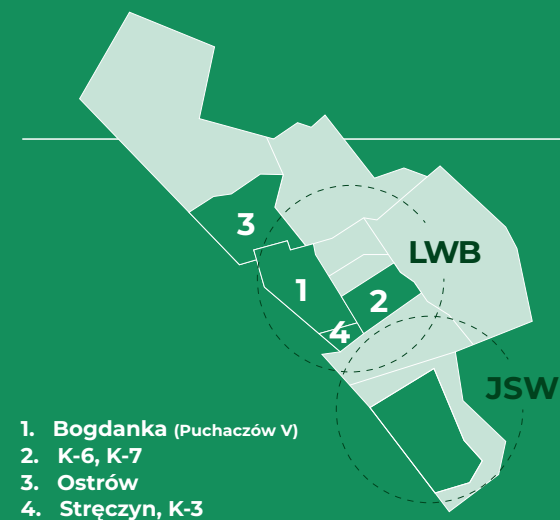 3
LWB
1
2
4
JSW
1. Bogdanka (Puchaczów V)
2. K-6, K-7
3. Ostrów
4. Stręczyn, K-3